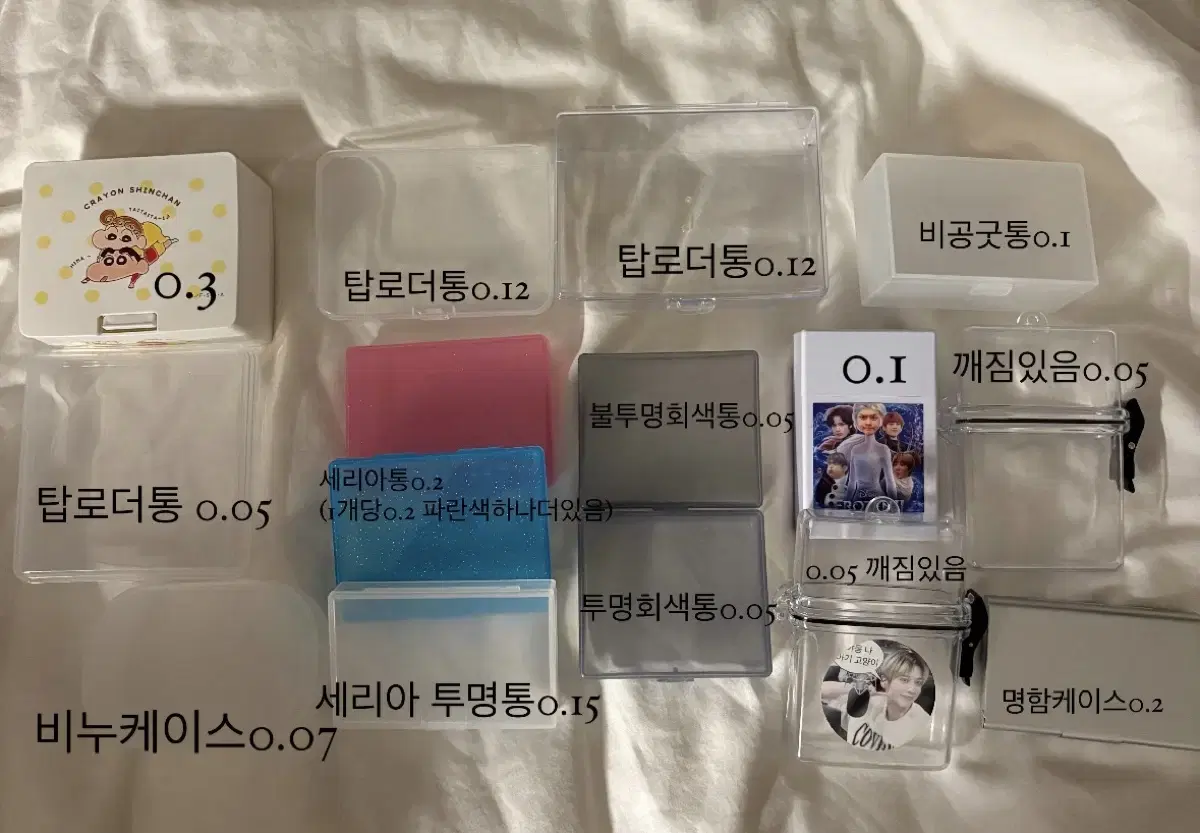 CRAYON SHINCHAN
0.3
탑로더통0.12
탑로더통0.12
비공굿통0.1
탑로더통 0.05
세리아통0.2
(1개당0.2 파란색하나더있음)
불투명회색통0.05
0.1
깨짐있음0.05
투명회색통0.05
0.05 깨짐있음
비누케이스0.07
세리아 투명통0.15
아기 고양이
명함케이스0.2